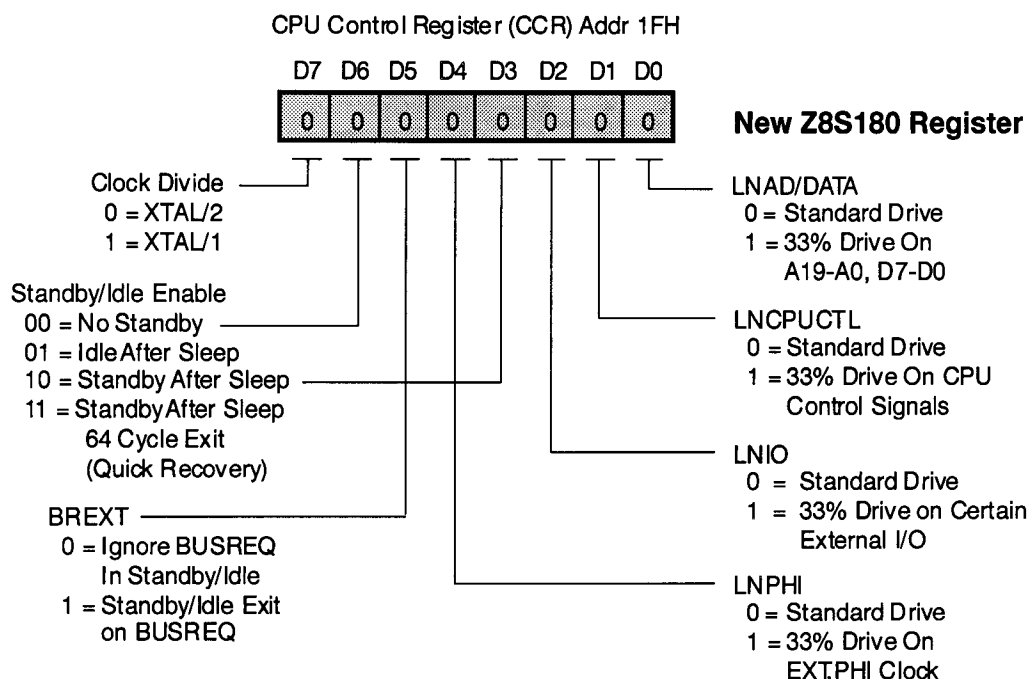 CPU Control Register (CCR) Addr 1FH
D7 D6 D5 D4 D3 D2 D1 D0
0 0 0 0 0 0 0 0
New Z8S180 Register
Clock Divide
0 = XTAL/2
1 = XTAL/1
Standby/Idle Enable
00 = No Standby
01 = Idle After Sleep
10 = Standby After Sleep
11 = Standby After Sleep
64 Cycle Exit
(Quick Recovery)
BREXT
0 = Ignore BUSREQ
In Standby/Idle
1 = Standby/Idle Exit
on BUSREQ
LNAD/DATA
0 = Standard Drive
1 = 33% Drive On
A19-A0, D7-D0
LNCPUCTL
0 = Standard Drive
1 = 33% Drive On CPU
Control Signals
LNIO
0 = Standard Drive
1 = 33% Drive on Certain
External I/O
LNPHI
0 = Standard Drive
1 = 33% Drive On
EXT.PHI Clock